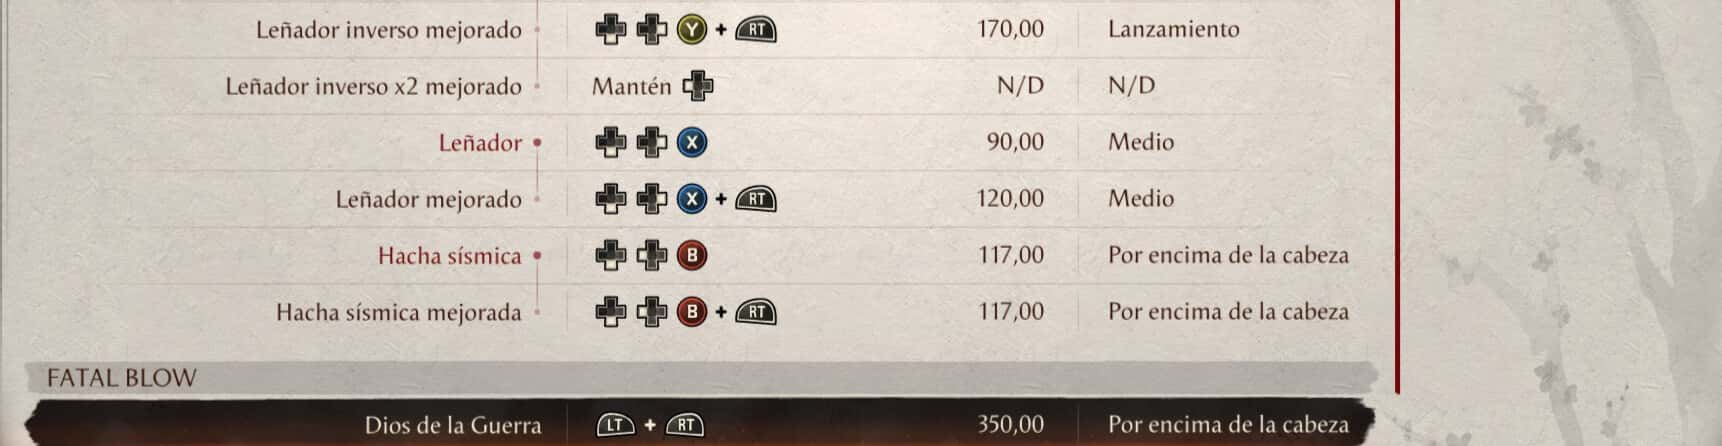 Leñador inverso mejorado Y + RT 170,00 Lanzamiento
Leñador inverso x2 mejorado Mantén N/D N/D
Leñador X 90,00 Medio
Leñador mejorado X + RT 120,00 Medio
Hacha sísmica B 117,00 Por encima de la cabeza
Hacha sísmica mejorada B + RT 117,00 Por encima de la cabeza
FATAL BLOW
Dios de la Guerra LT + RT 350,00 Por encima de la cabeza